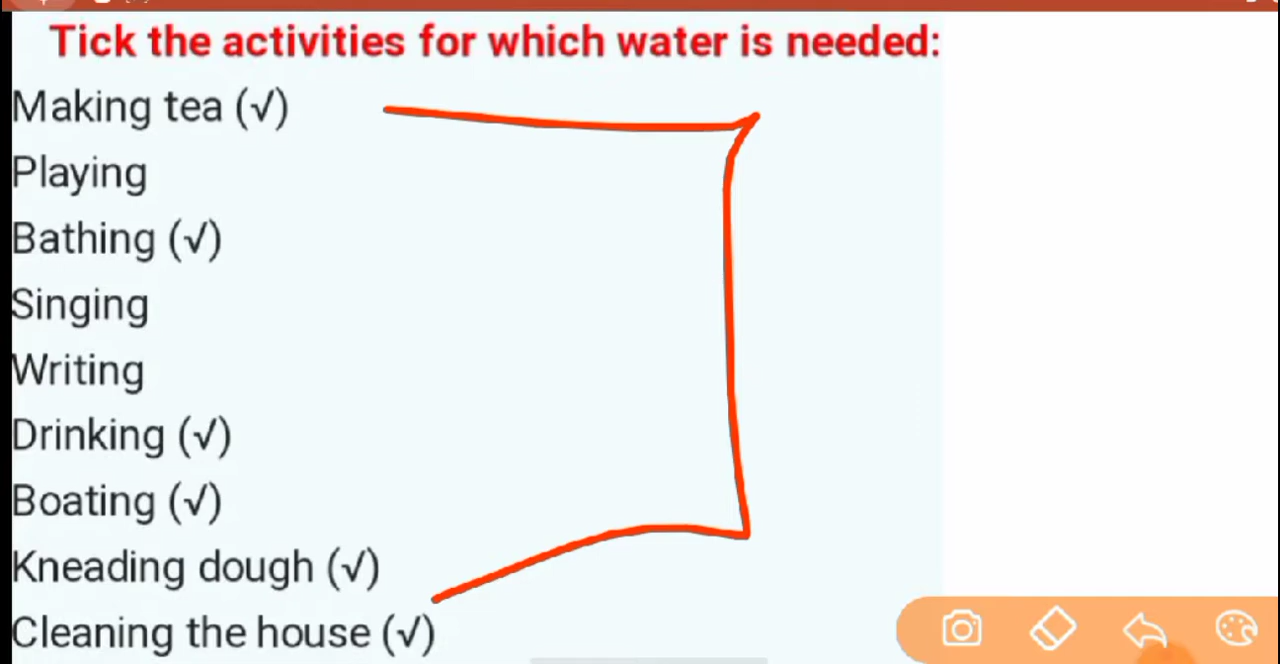 Tick the activities for which water is needed:
Making tea (√)
Playing
Bathing (√)
Singing
Writing
Drinking (√)
Boating (√)
Kneading dough (√)
Cleaning the house (√)